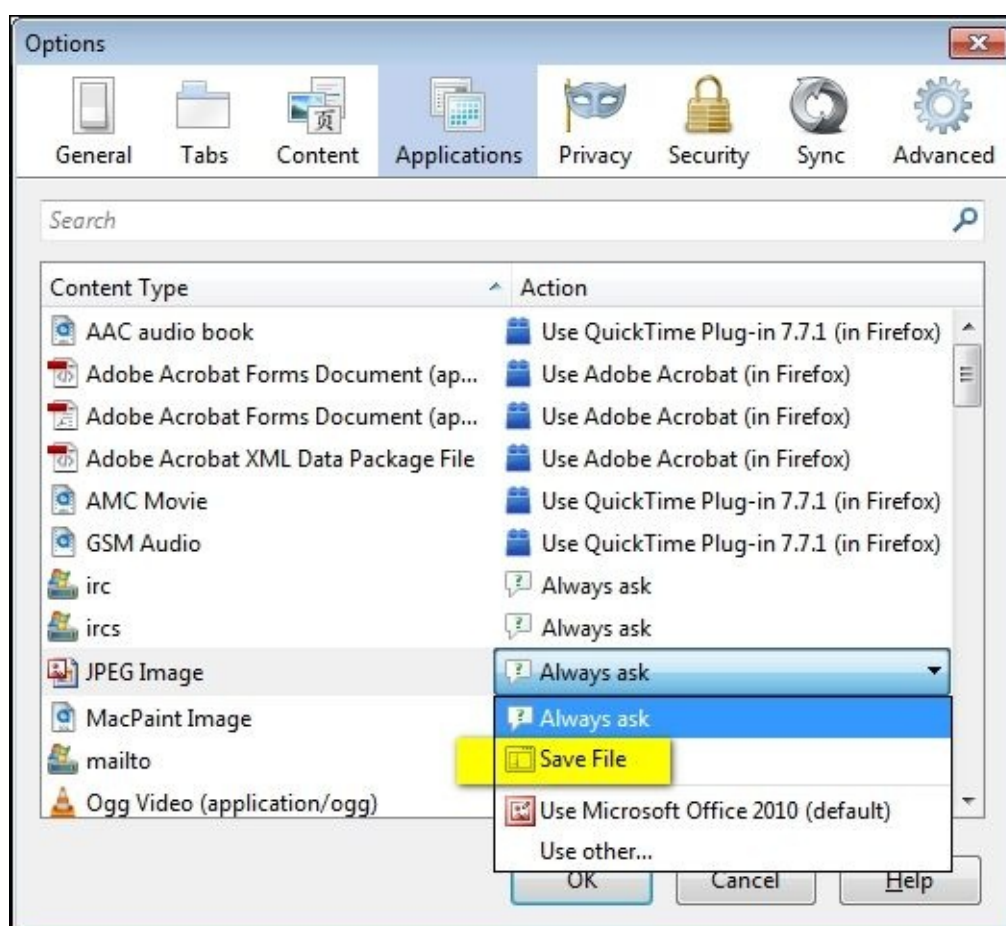 Options
页
General Tabs Content Applications Privacy Security Sync Advanced
Search
Content Type Action
AAC audio book Use QuickTime Plug-in 7.7.1 (in Firefox)
Adobe Acrobat Forms Document (ap... Use Adobe Acrobat (in Firefox)
Adobe Acrobat Forms Document (ap... Use Adobe Acrobat (in Firefox)
Adobe Acrobat XML Data Package File Use Adobe Acrobat (in Firefox)
AMC Movie Use QuickTime Plug-in 7.7.1 (in Firefox)
GSM Audio Use QuickTime Plug-in 7.7.1 (in Firefox)
irc Always ask
ircs Always ask
JPEG Image Always ask
MacPaint Image Always ask
mailto Save File
Ogg Video (application/ogg) Use Microsoft Office 2010 (default)
Use other...
OK Cancel Help